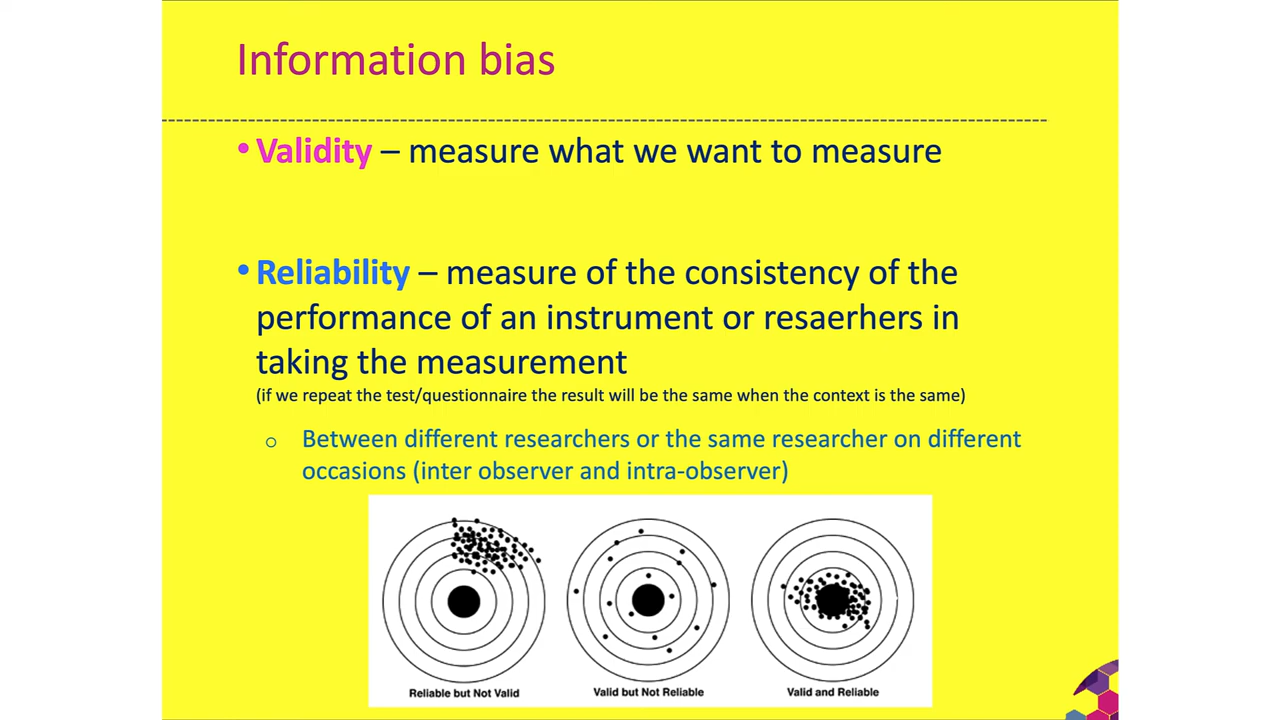 Information bias
• Validity – measure what we want to measure
• Reliability – measure of the consistency of the
performance of an instrument or resaerhers in
taking the measurement
(if we repeat the test/questionnaire the result will be the same when the context is the same)
o Between different researchers or the same researcher on different
occasions (inter observer and intra-observer)
Reliable but Not Valid
Valid but Not Reliable
Valid and Reliable